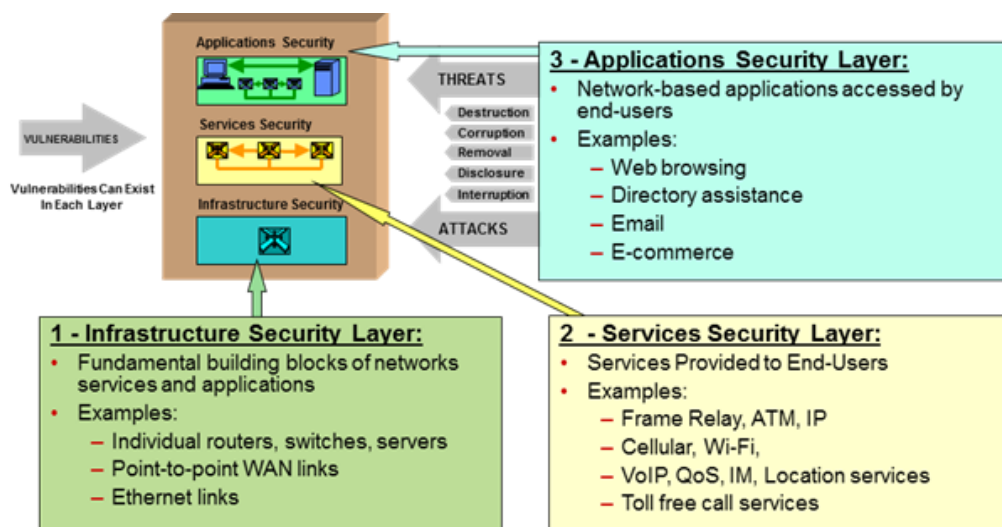 Applications Security
Services Security
Infrastructure Security
VULNERABILITIES
Vulnerabilities Can Exist
In Each Layer
THREATS
Destruction
Corruption
Removal
Disclosure
Interruption
ATTACKS
3 - Applications Security Layer:
• Network-based applications accessed by
end-users
• Examples:
– Web browsing
– Directory assistance
– Email
– E-commerce
1 - Infrastructure Security Layer:
• Fundamental building blocks of networks
services and applications
• Examples:
– Individual routers, switches, servers
– Point-to-point WAN links
– Ethernet links
2 - Services Security Layer:
• Services Provided to End-Users
• Examples:
– Frame Relay, ATM, IP
– Cellular, Wi-Fi,
– VoIP, QoS, IM, Location services
– Toll free call services